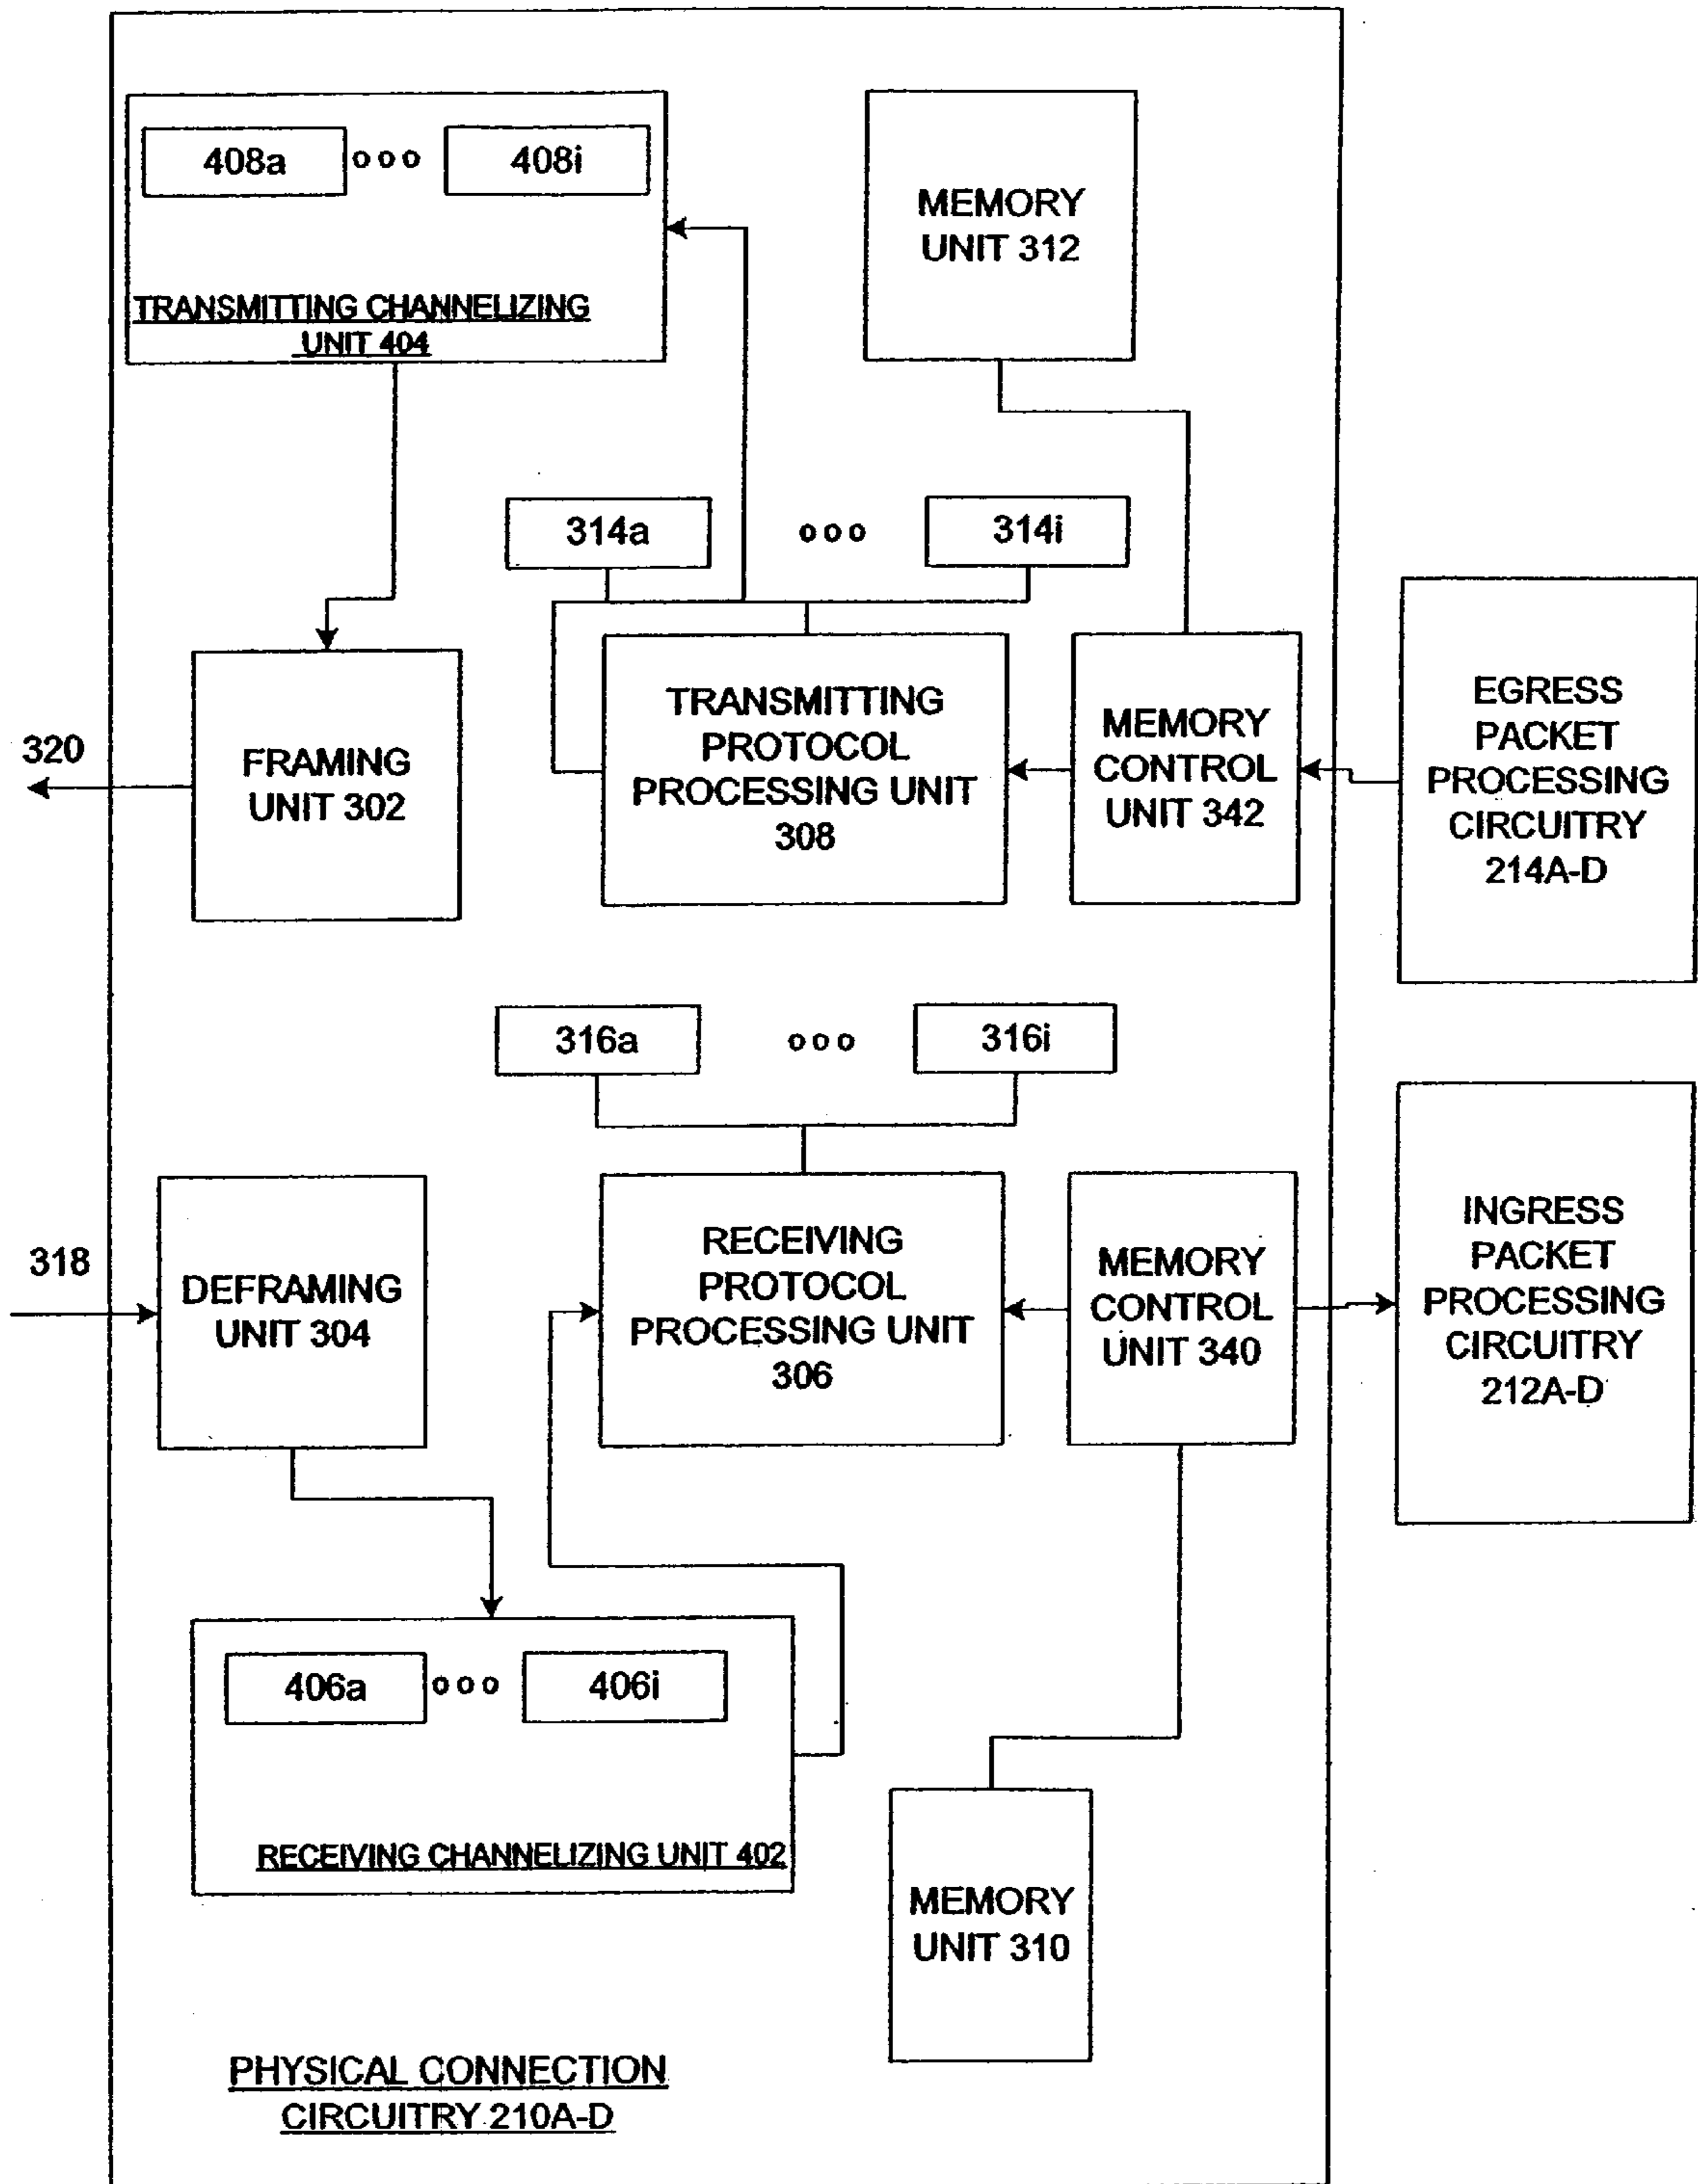 408a
ooo
408i
TRANSMITTING CHANNELIZING
UNIT 404
MEMORY
UNIT 312
314a
ooo
314i
320
FRAMING
UNIT 302
TRANSMITTING
PROTOCOL
PROCESSING UNIT
308
MEMORY
CONTROL
UNIT 342
EGRESS
PACKET
PROCESSING
CIRCUITRY
214A-D
316a
ooo
316i
318
DEFRAMING
UNIT 304
RECEIVING
PROTOCOL
PROCESSING UNIT
306
MEMORY
CONTROL
UNIT 340
INGRESS
PACKET
PROCESSING
CIRCUITRY
212A-D
406a
ooo
406i
RECEIVING CHANNELIZING UNIT 402
MEMORY
UNIT 310
PHYSICAL CONNECTION
CIRCUITRY 210A-D